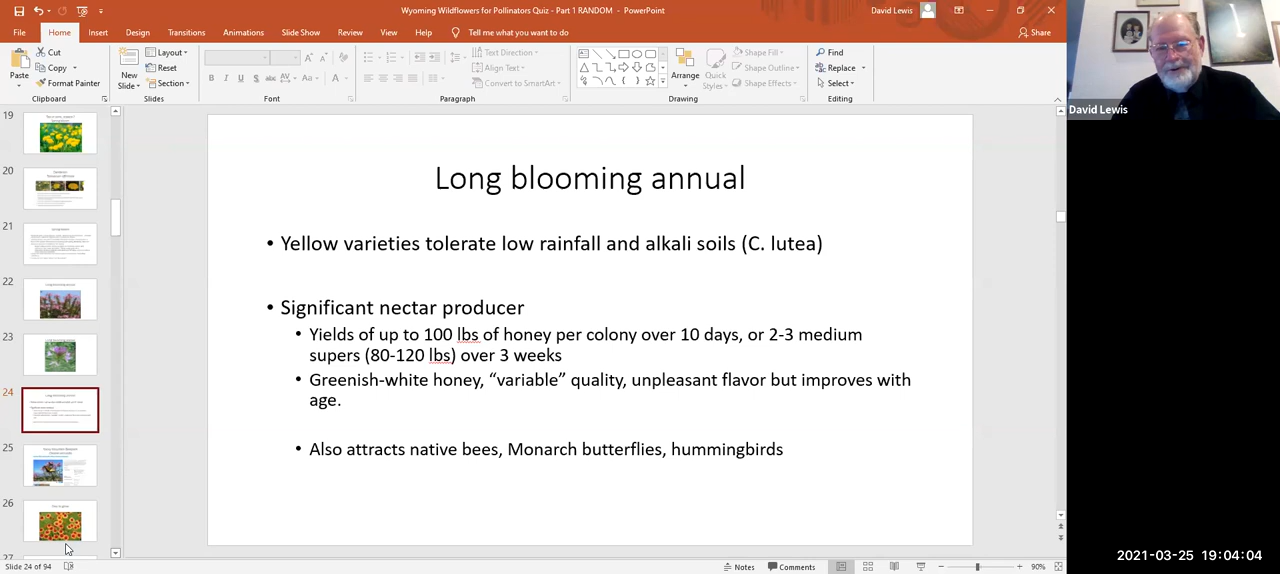 Wyoming Wildflowers for Pollinators Quiz - Part 1 RANDOM - PowerPoint
David Lewis
File Home Insert Design Transitions Animations Slide Show Review View Help Tell me what you want to do Share
Paste
Cut
Copy
Format Painter
Clipboard
New Slide
Layout
Reset
Section
Slides
B I U S abc AV Aa A
Font
Text Direction
Align Text
Convert to SmartArt
Paragraph
Arrange
Quick Styles
Shape Fill
Shape Outline
Shape Effects
Drawing
Find
Replace
Select
Editing
19
20
21
22
23
24
25
26
27
Long blooming annual
• Yellow varieties tolerate low rainfall and alkali soils (C. lutea)
• Significant nectar producer
• Yields of up to 100 lbs of honey per colony over 10 days, or 2-3 medium
supers (80-120 lbs) over 3 weeks
• Greenish-white honey, “variable” quality, unpleasant flavor but improves with
age.
• Also attracts native bees, Monarch butterflies, hummingbirds
Slide 24 of 94
Notes
Comments
90%
David Lewis
2021-03-25 19:04:04